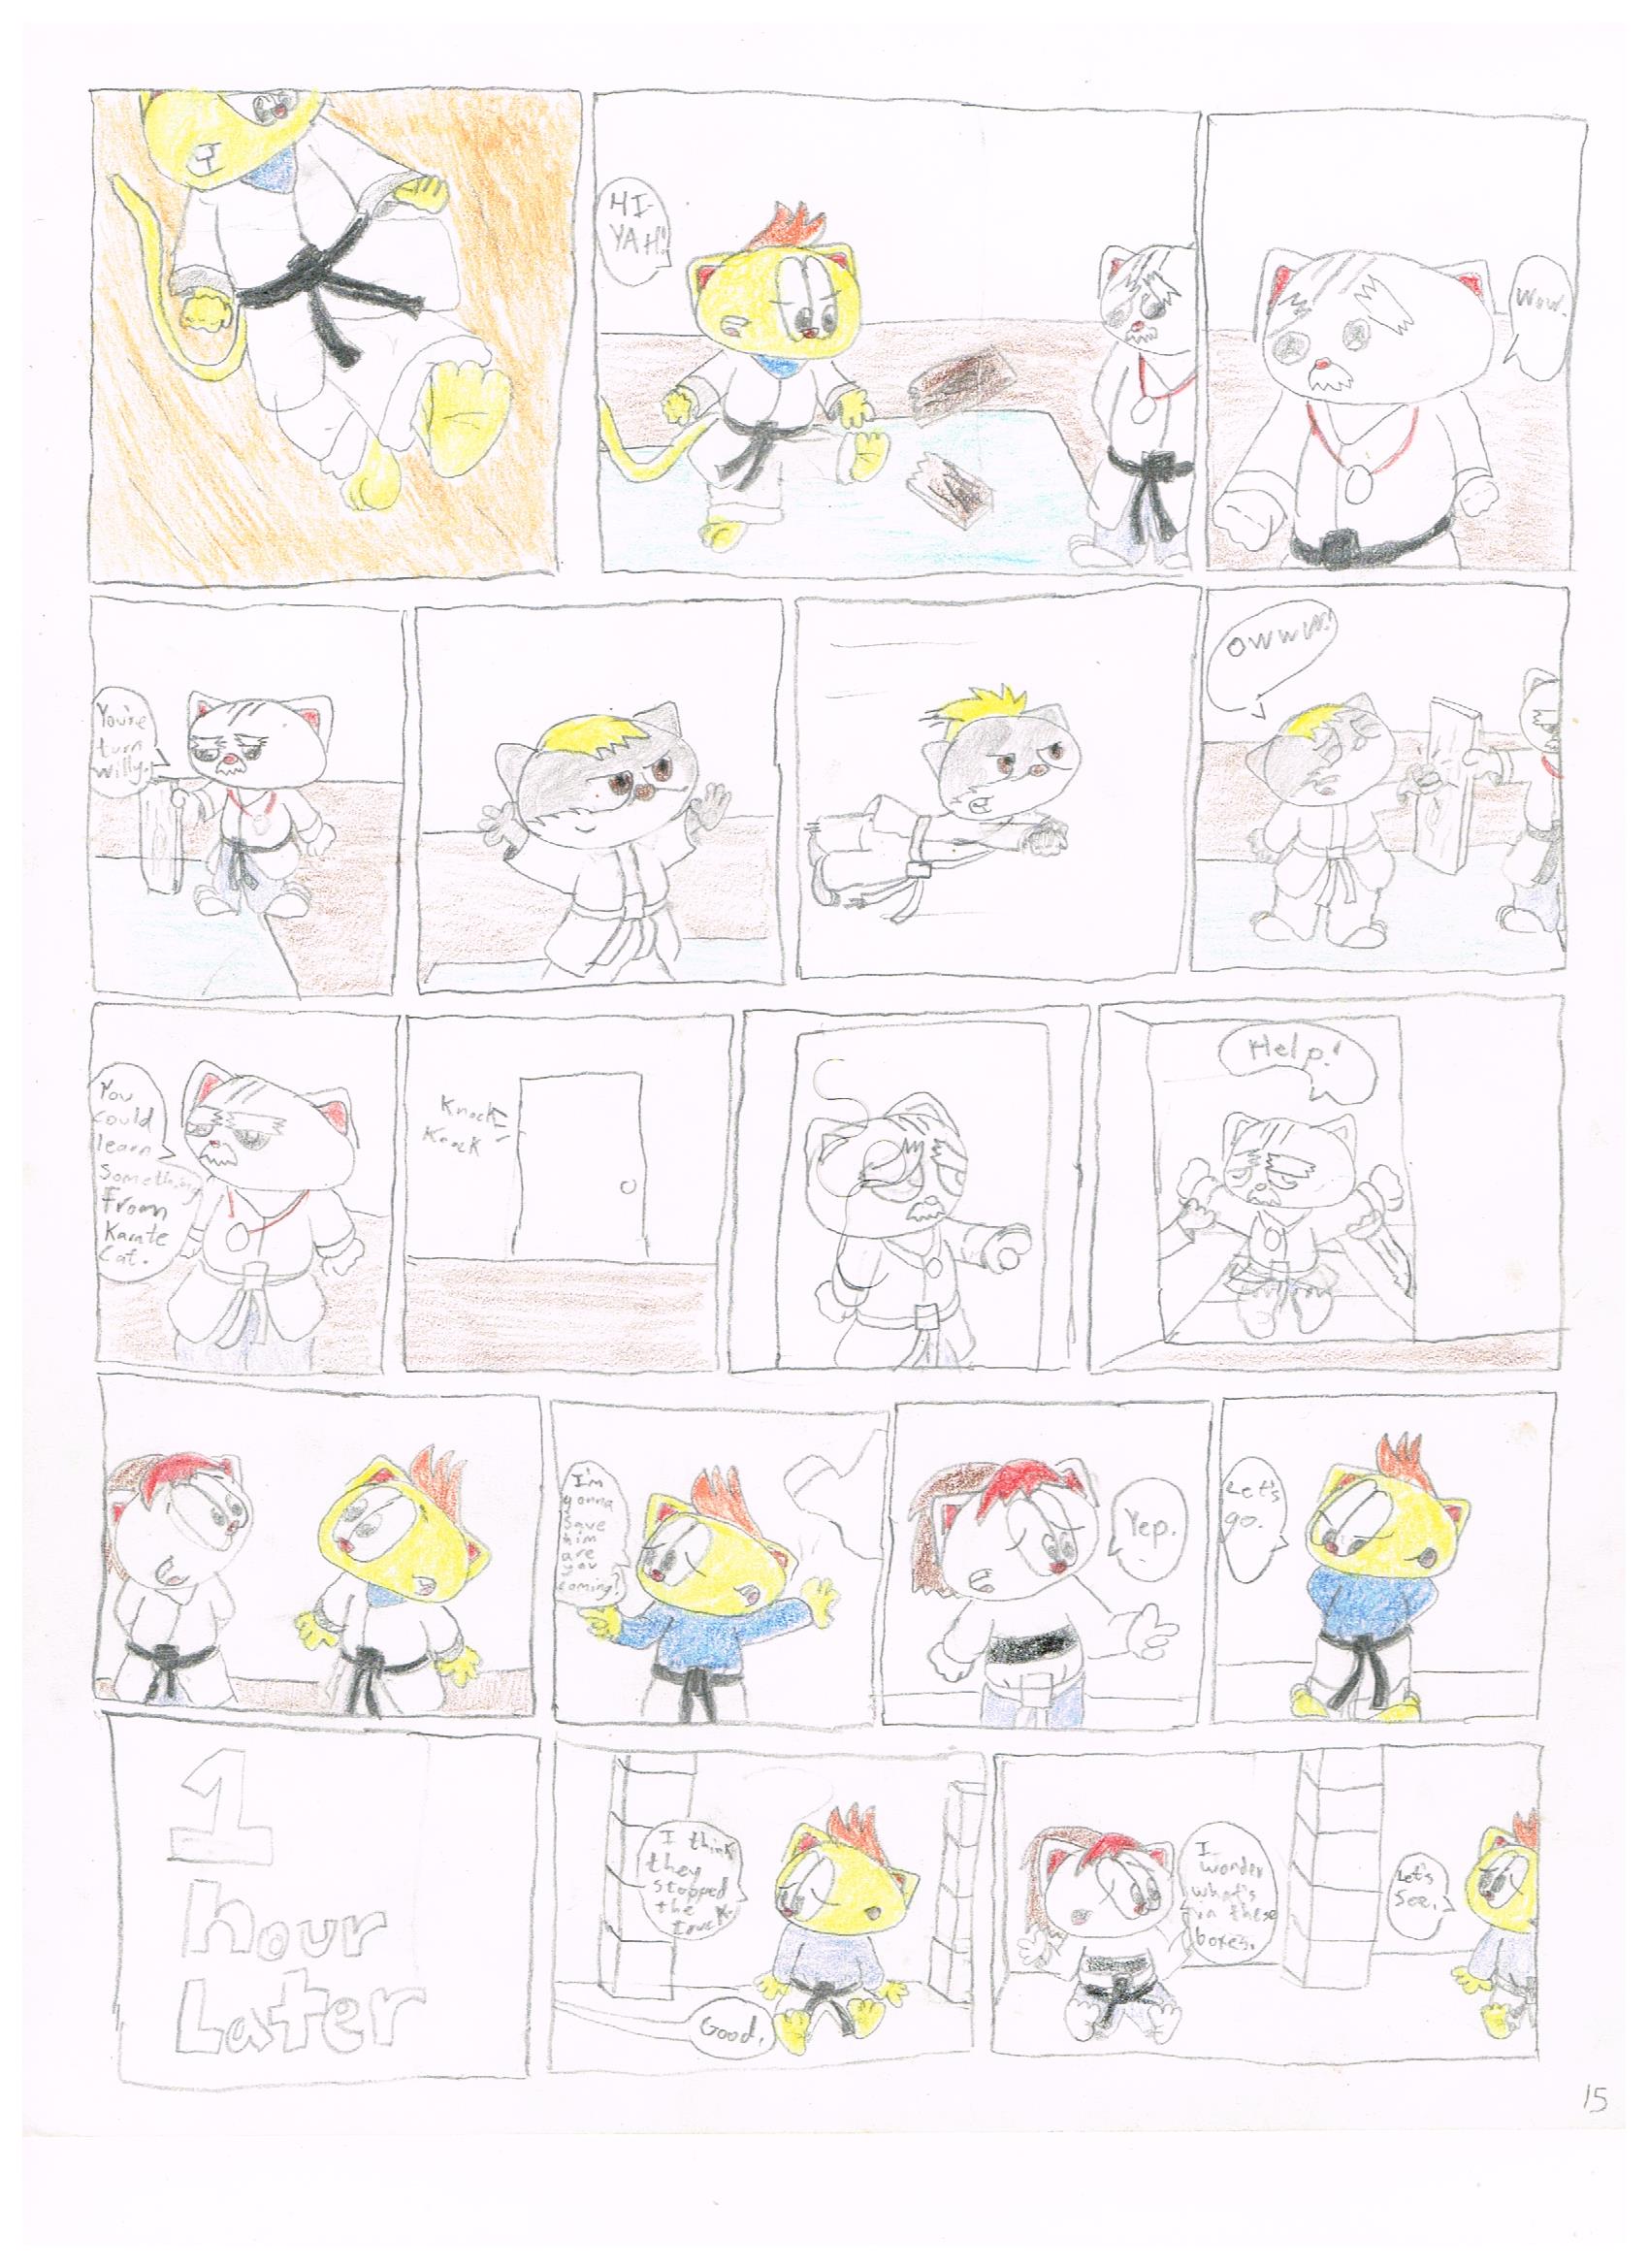 HI-
YAH!
Wow.
You're
turn
willy.
OWWW!
You
could
learn
something
From
Karate
Cat.
Knock
Knock
Help!
I'm
gonna
save
him
are
you
coming?
Yep.
Let's
go.
1
hour
Later
I think
they
stopped
the
truck.
Good.
I
wonder
what's
in these
boxes.
Let's
see.
15